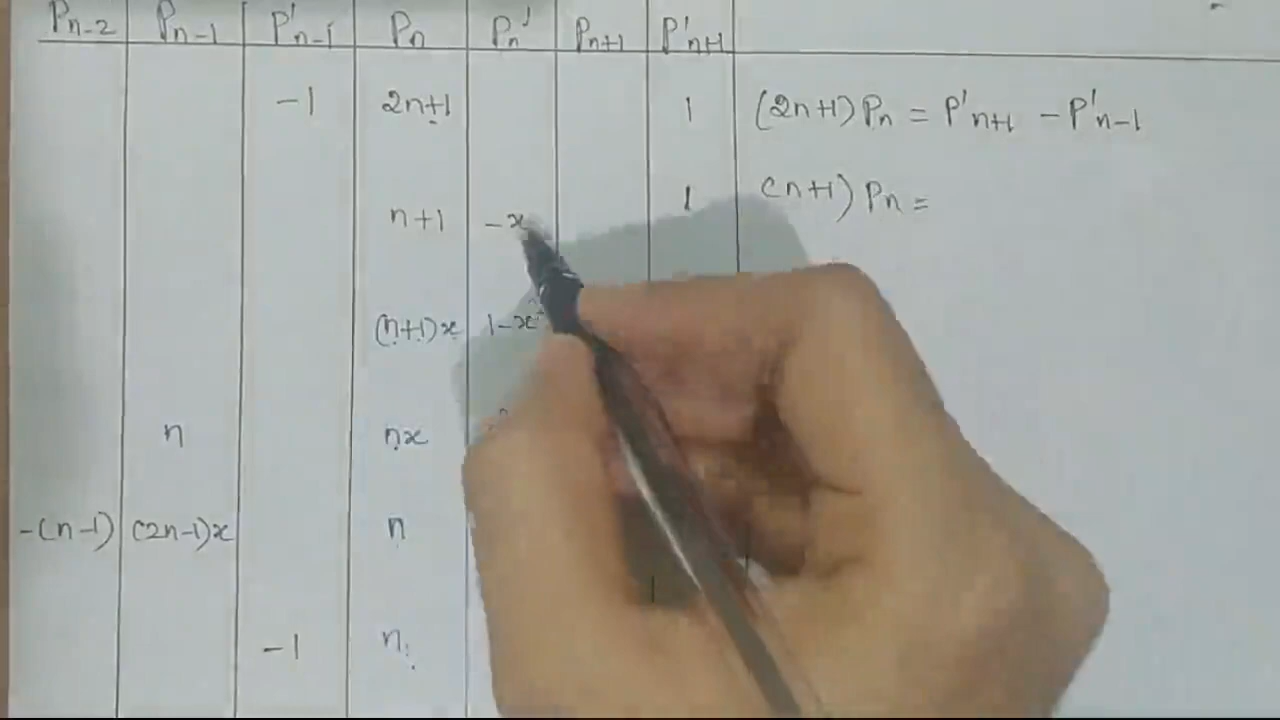 Pn-2 Pn-1 P'n-1 Pn Pn' Pn+1 P'n+1
-1 2n+1 1 (2n+1) Pn = P'n+1 - P'n-1
n+1 -x 1 (n+1) Pn =
(n+1)x 1-x²
n nx
-(n-1) (2n-1)x n
-1 n